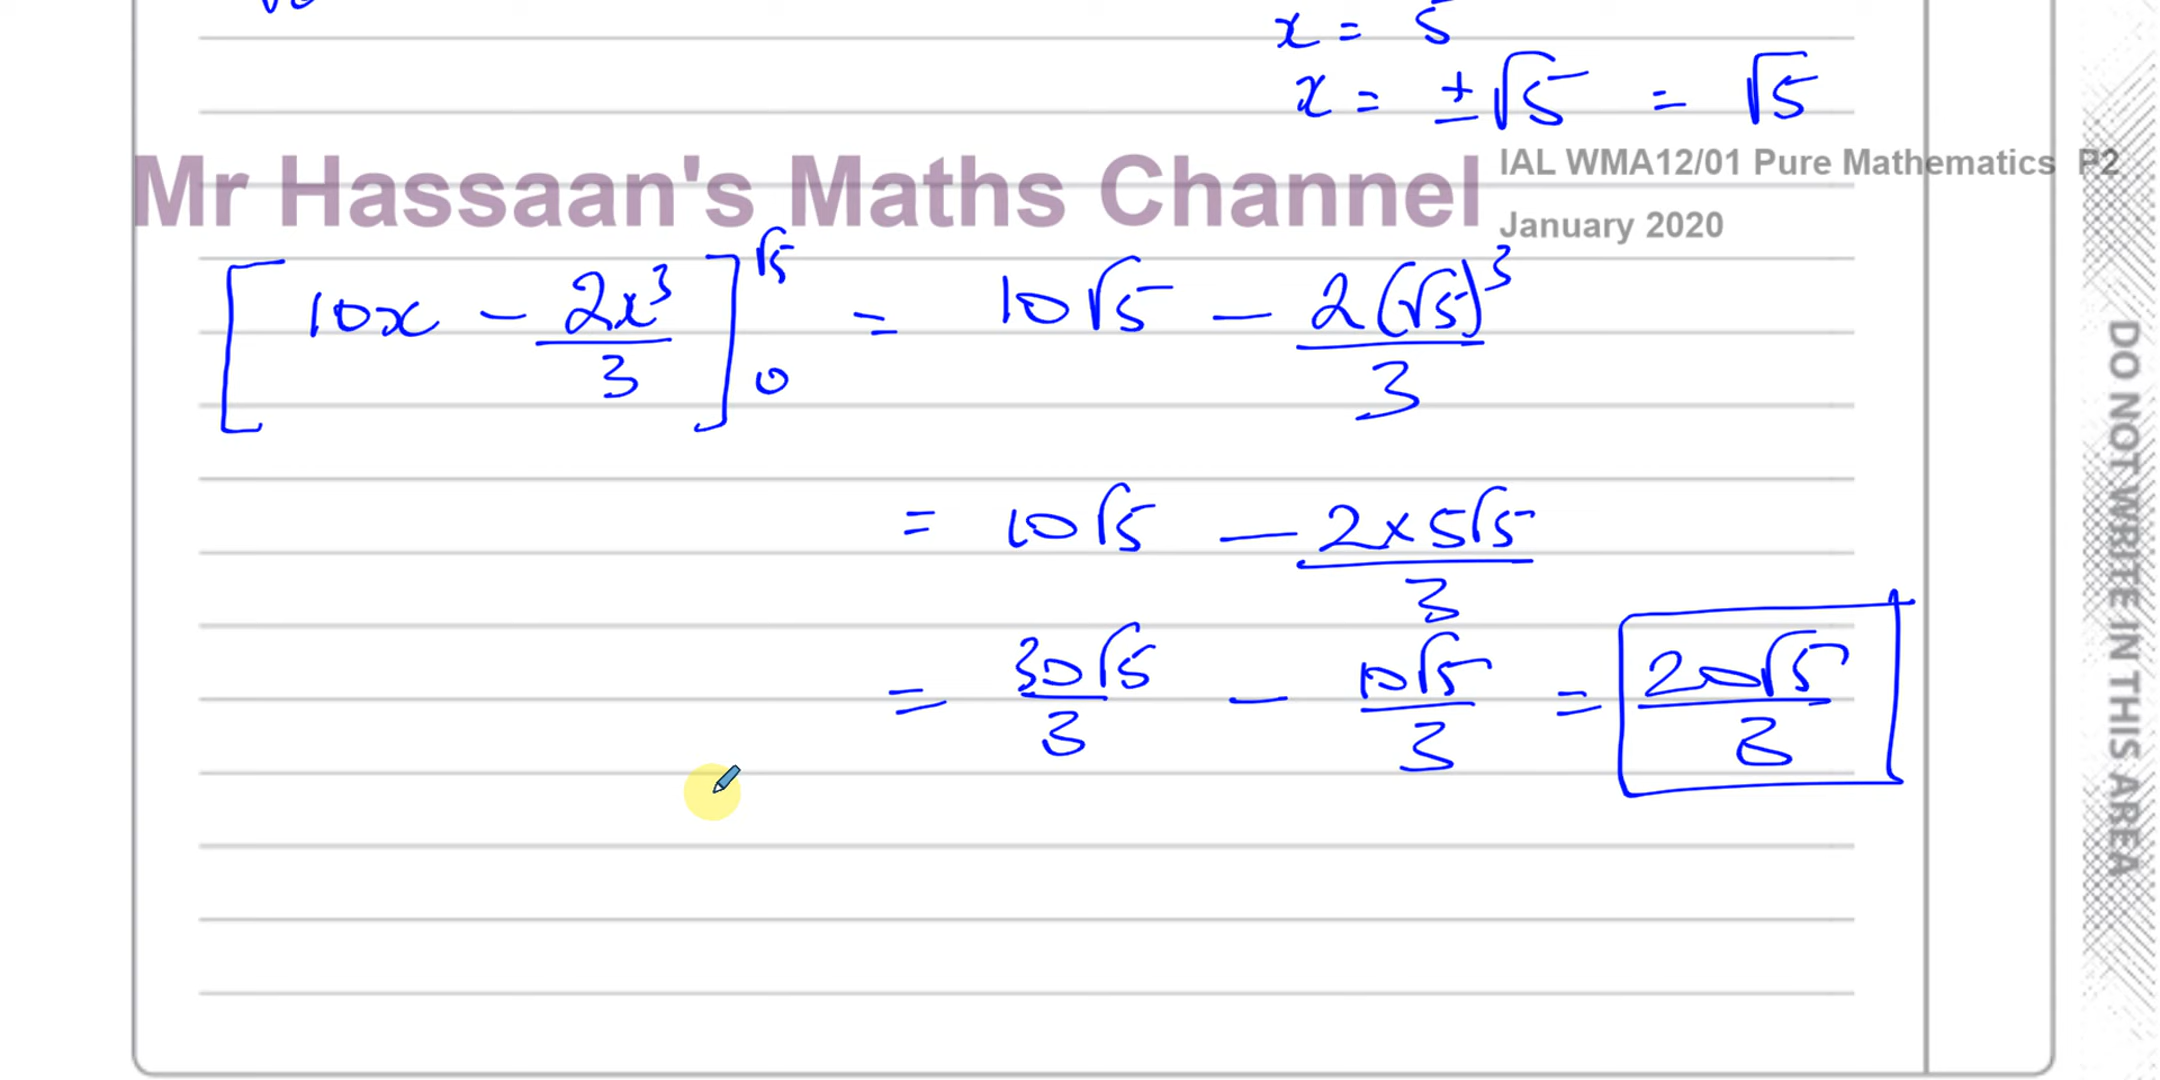 x = 5
x = ±√5 = √5
Mr Hassaan's Maths Channel
IAL WMA12/01 Pure Mathematics P2
January 2020
[10x - 2x³/3]₀^√5 = 10√5 - 2(√5)³/3
= 10√5 - 2×5√5/3
= 30√5/3 - 10√5/3 = 20√5/3
DO NOT WRITE IN THIS AREA